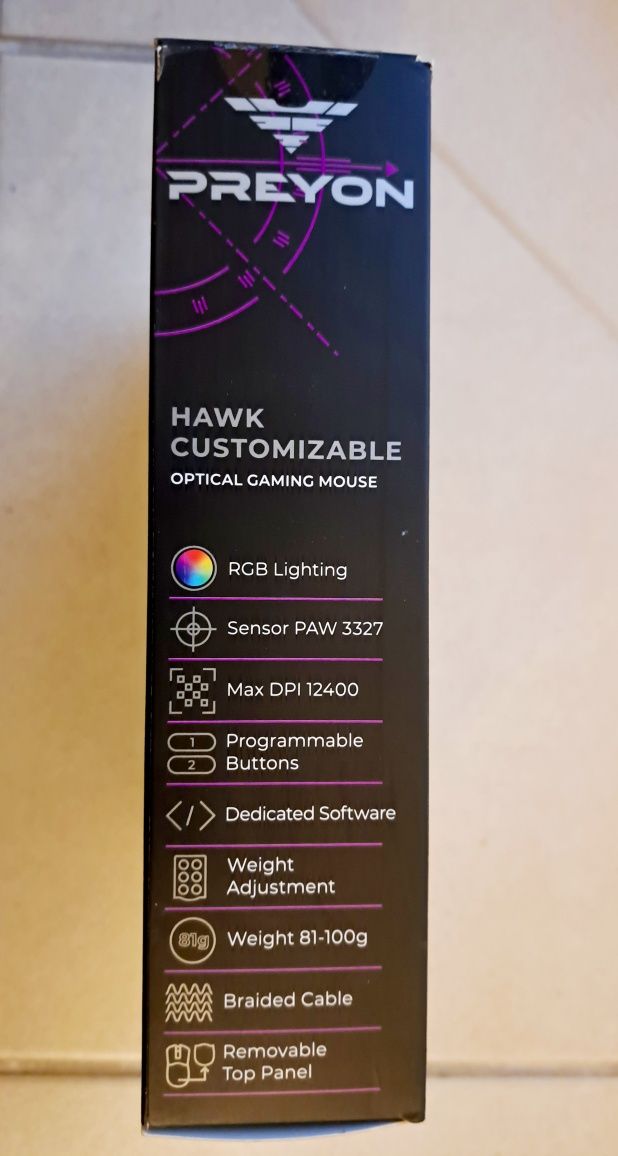 PREYON
HAWK
CUSTOMIZABLE
OPTICAL GAMING MOUSE
RGB Lighting
Sensor PAW 3327
Max DPI 12400
1
2
Programmable
Buttons
</> Dedicated Software
Weight
Adjustment
81g
Weight 81-100g
Braided Cable
Removable
Top Panel